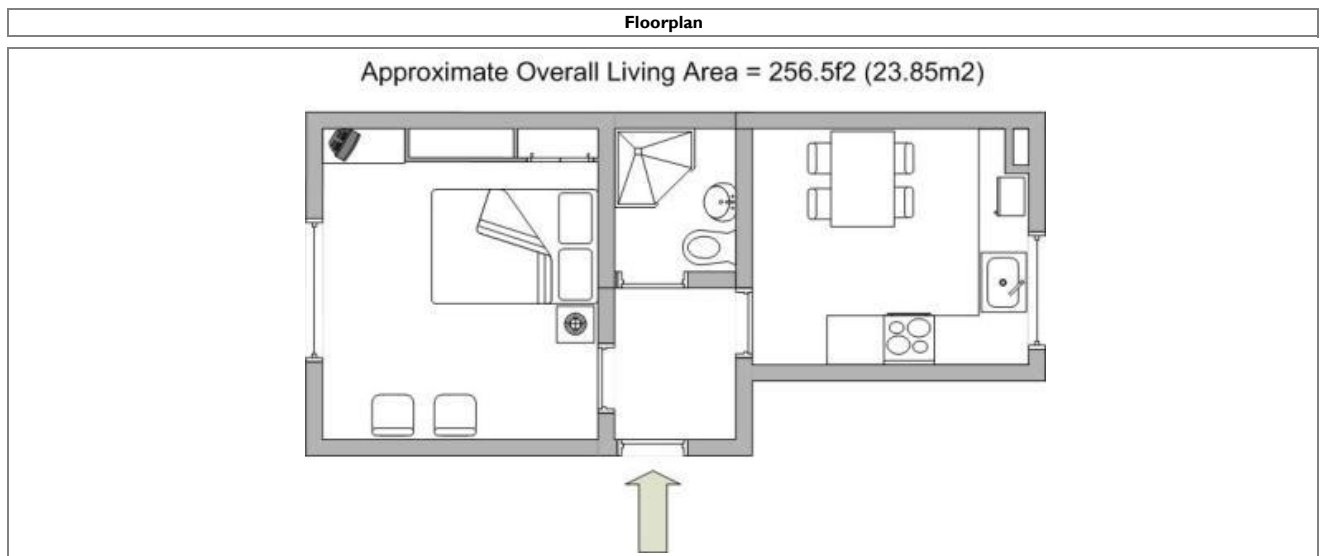 Floorplan
Approximate Overall Living Area = 256.5f2 (23.85m2)